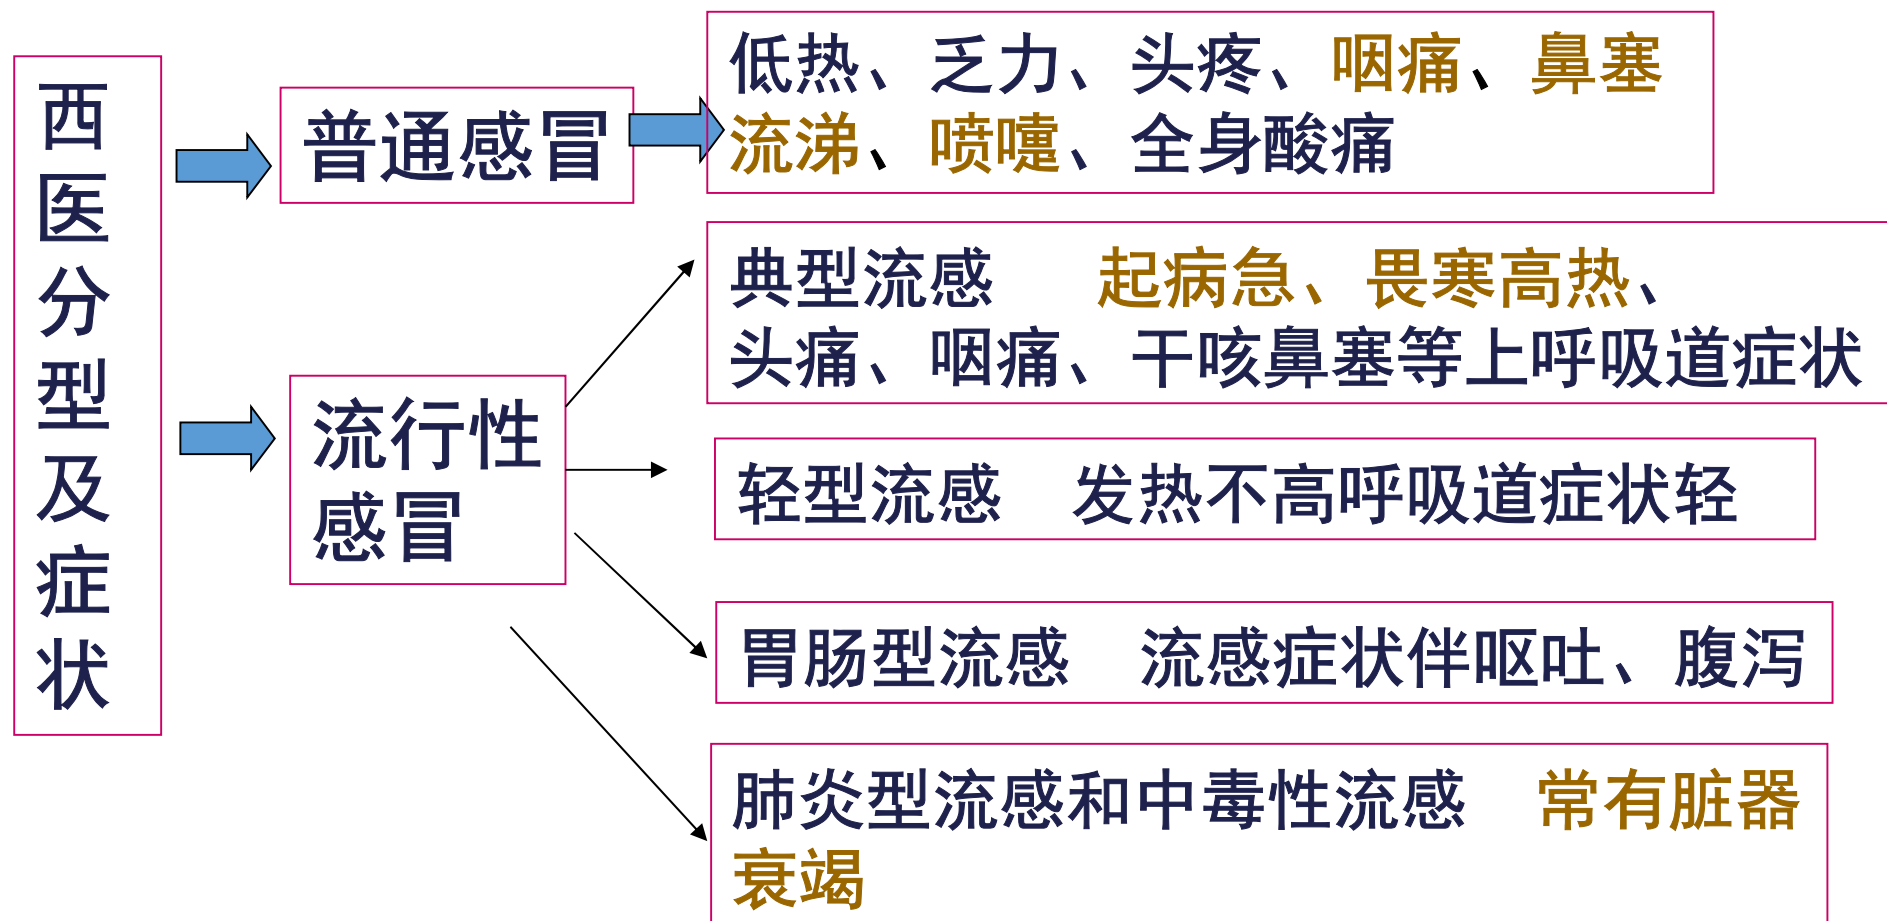 西医分型及症状
普通感冒
低热、乏力、头疼、咽痛、鼻塞
流涕、喷嚏、全身酸痛
流行性
感冒
典型流感 起病急、畏寒高热、
头痛、咽痛、干咳鼻塞等上呼吸道症状
轻型流感 发热不高呼吸道症状轻
胃肠型流感 流感症状伴呕吐、腹泻
肺炎型流感和中毒性流感 常有脏器
衰竭